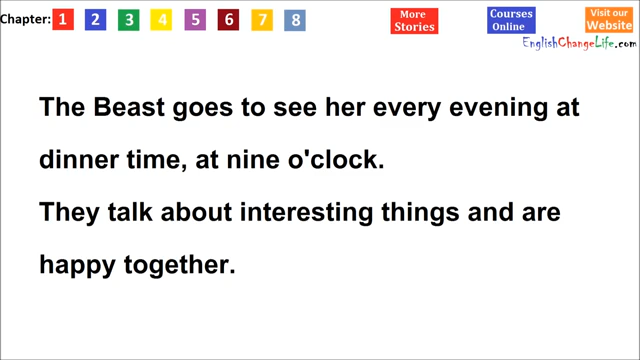 Chapter: 1 2 3 4 5 6 7 8
More Stories
Courses Online
Visit our Website
EnglishChangeLife.com
The Beast goes to see her every evening at
dinner time, at nine o'clock.
They talk about interesting things and are
happy together.